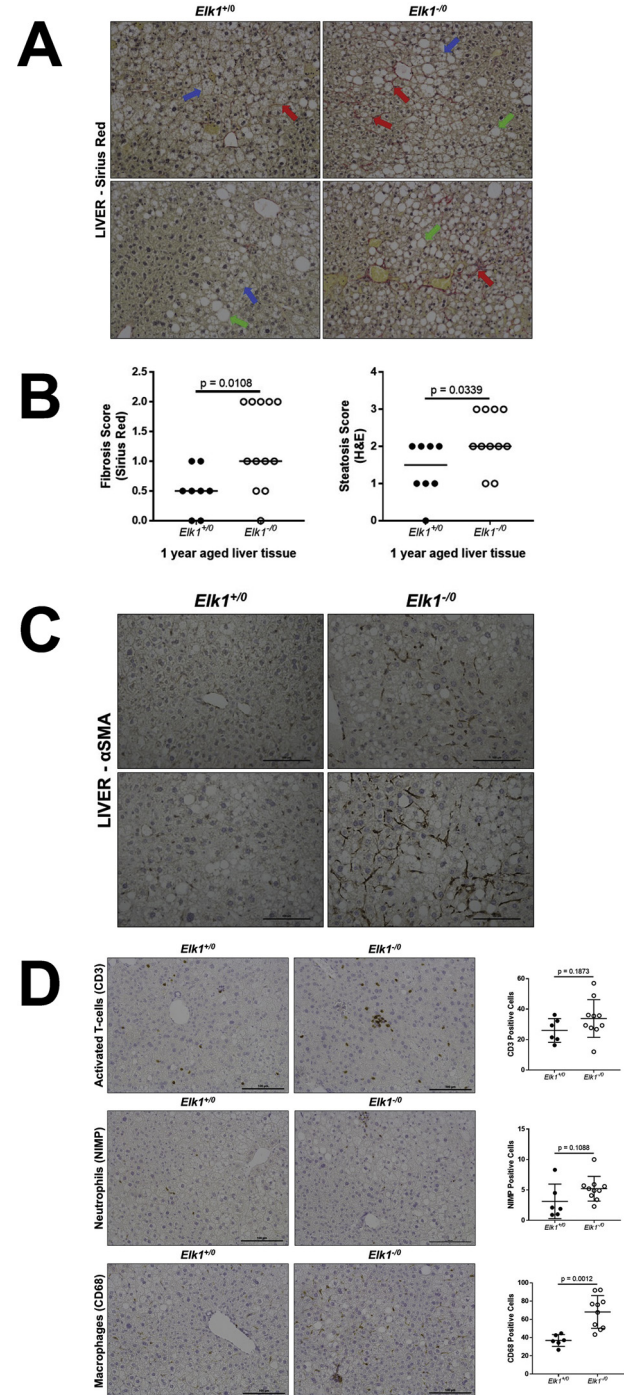 A
Elk1+/0
Elk1-/0
LIVER - Sirius Red
B
Fibrosis Score
(Sirius Red)
2.5
2.0
1.5
1.0
0.5
0.0
p = 0.0108
Elk1+/0
Elk1-/0
1 year aged liver tissue
Steatosis Score
(H&E)
4
3
2
1
0
p = 0.0339
Elk1+/0
Elk1-/0
1 year aged liver tissue
C
Elk1+/0
Elk1-/0
LIVER - αSMA
D
Elk1+/0
Elk1-/0
Activated T-cells (CD3)
CD3 Positive Cells
60
40
20
0
p = 0.1873
Elk1+/0
Elk1-/0
Elk1+/0
Elk1-/0
Neutrophils (NIMP)
NIMP Positive Cells
15
10
5
0
p = 0.1088
Elk1+/0
Elk1-/0
Elk1+/0
Elk1-/0
Macrophages (CD68)
CD68 Positive Cells
100
80
60
40
20
0
p = 0.0012
Elk1+/0
Elk1-/0